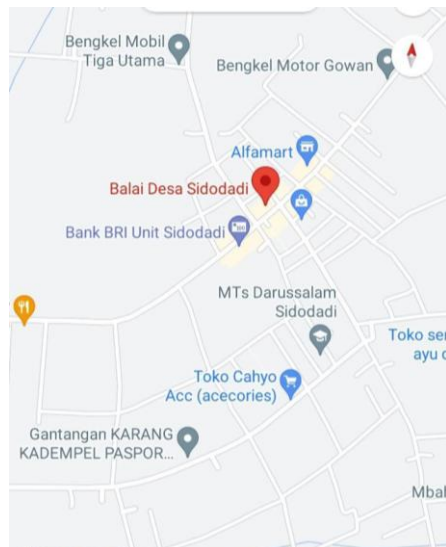 Bengkel Mobil
Tiga Utama
Bengkel Motor Gowan
Alfamart
Balai Desa Sidodadi
Bank BRI Unit Sidodadi
MTs Darussalam
Sidodadi
Toko ser
ayu c
Toko Cahyo
Acc (acecories)
Gantangan KARANG
KADEMPEL PASPOR...
Mbal